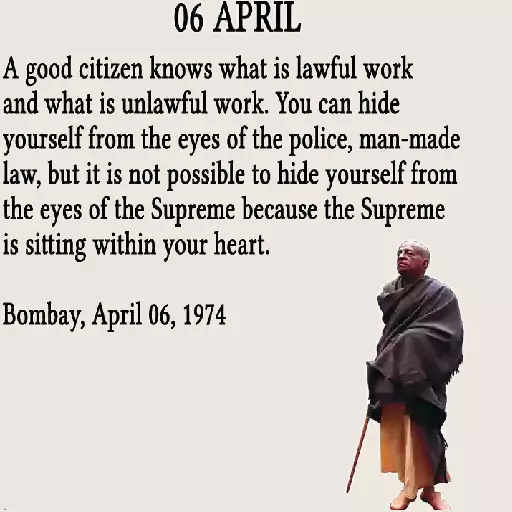 06 APRIL
A good citizen knows what is lawful work
and what is unlawful work. You can hide
yourself from the eyes of the police, man-made
law, but it is not possible to hide yourself from
the eyes of the Supreme because the Supreme
is sitting within your heart.
Bombay, April 06, 1974